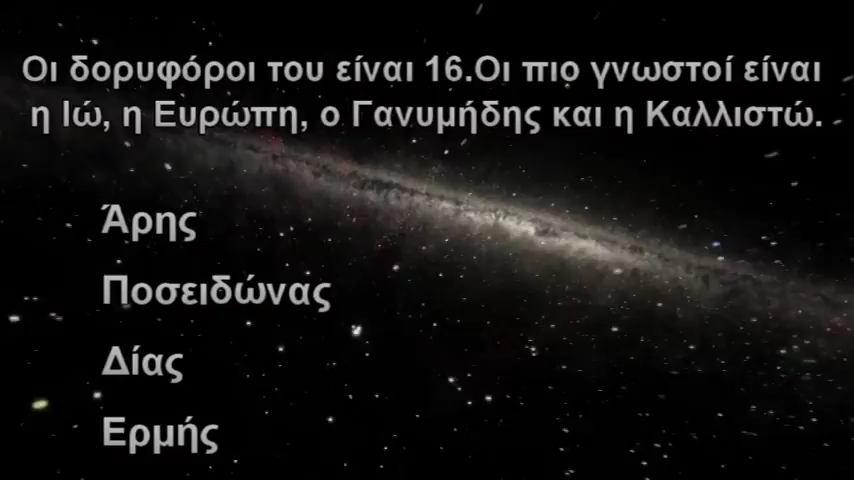 Οι δορυφόροι του είναι 16.Οι πιο γνωστοί είναι
η Ιώ, η Ευρώπη, ο Γανυμήδης και η Καλλιστώ.
Άρης
Ποσειδώνας
Δίας
Ερμής